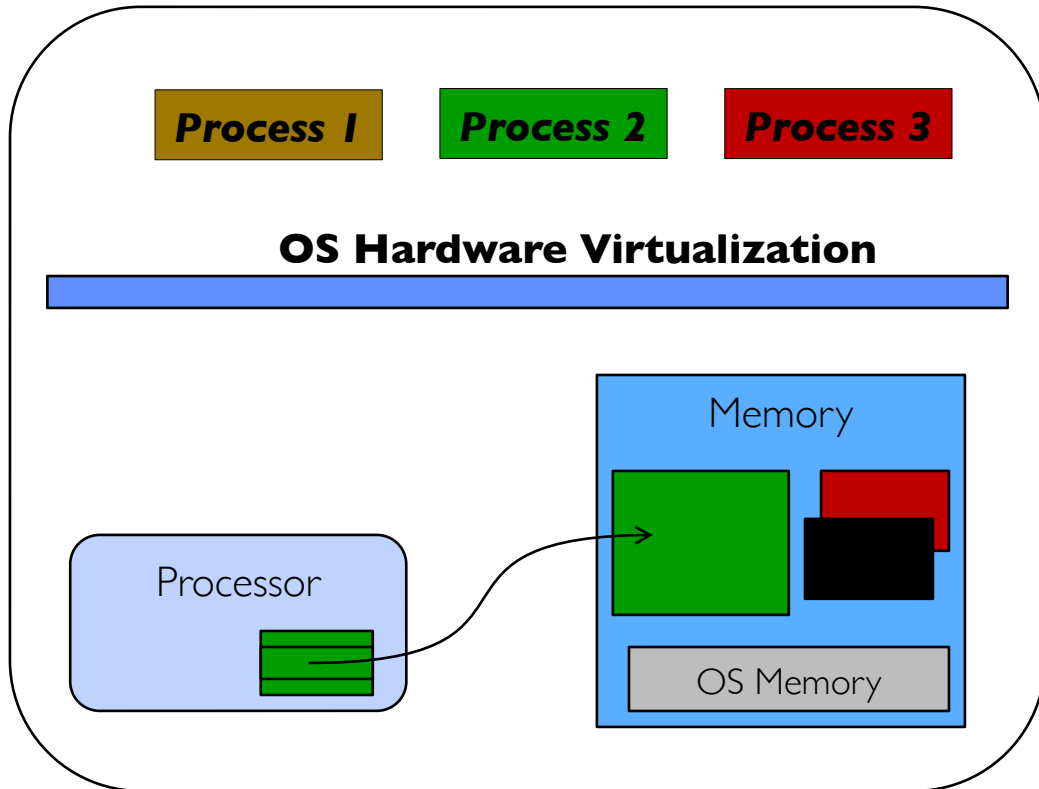 Process 1
Process 2
Process 3
OS Hardware Virtualization
Memory
Processor
OS Memory